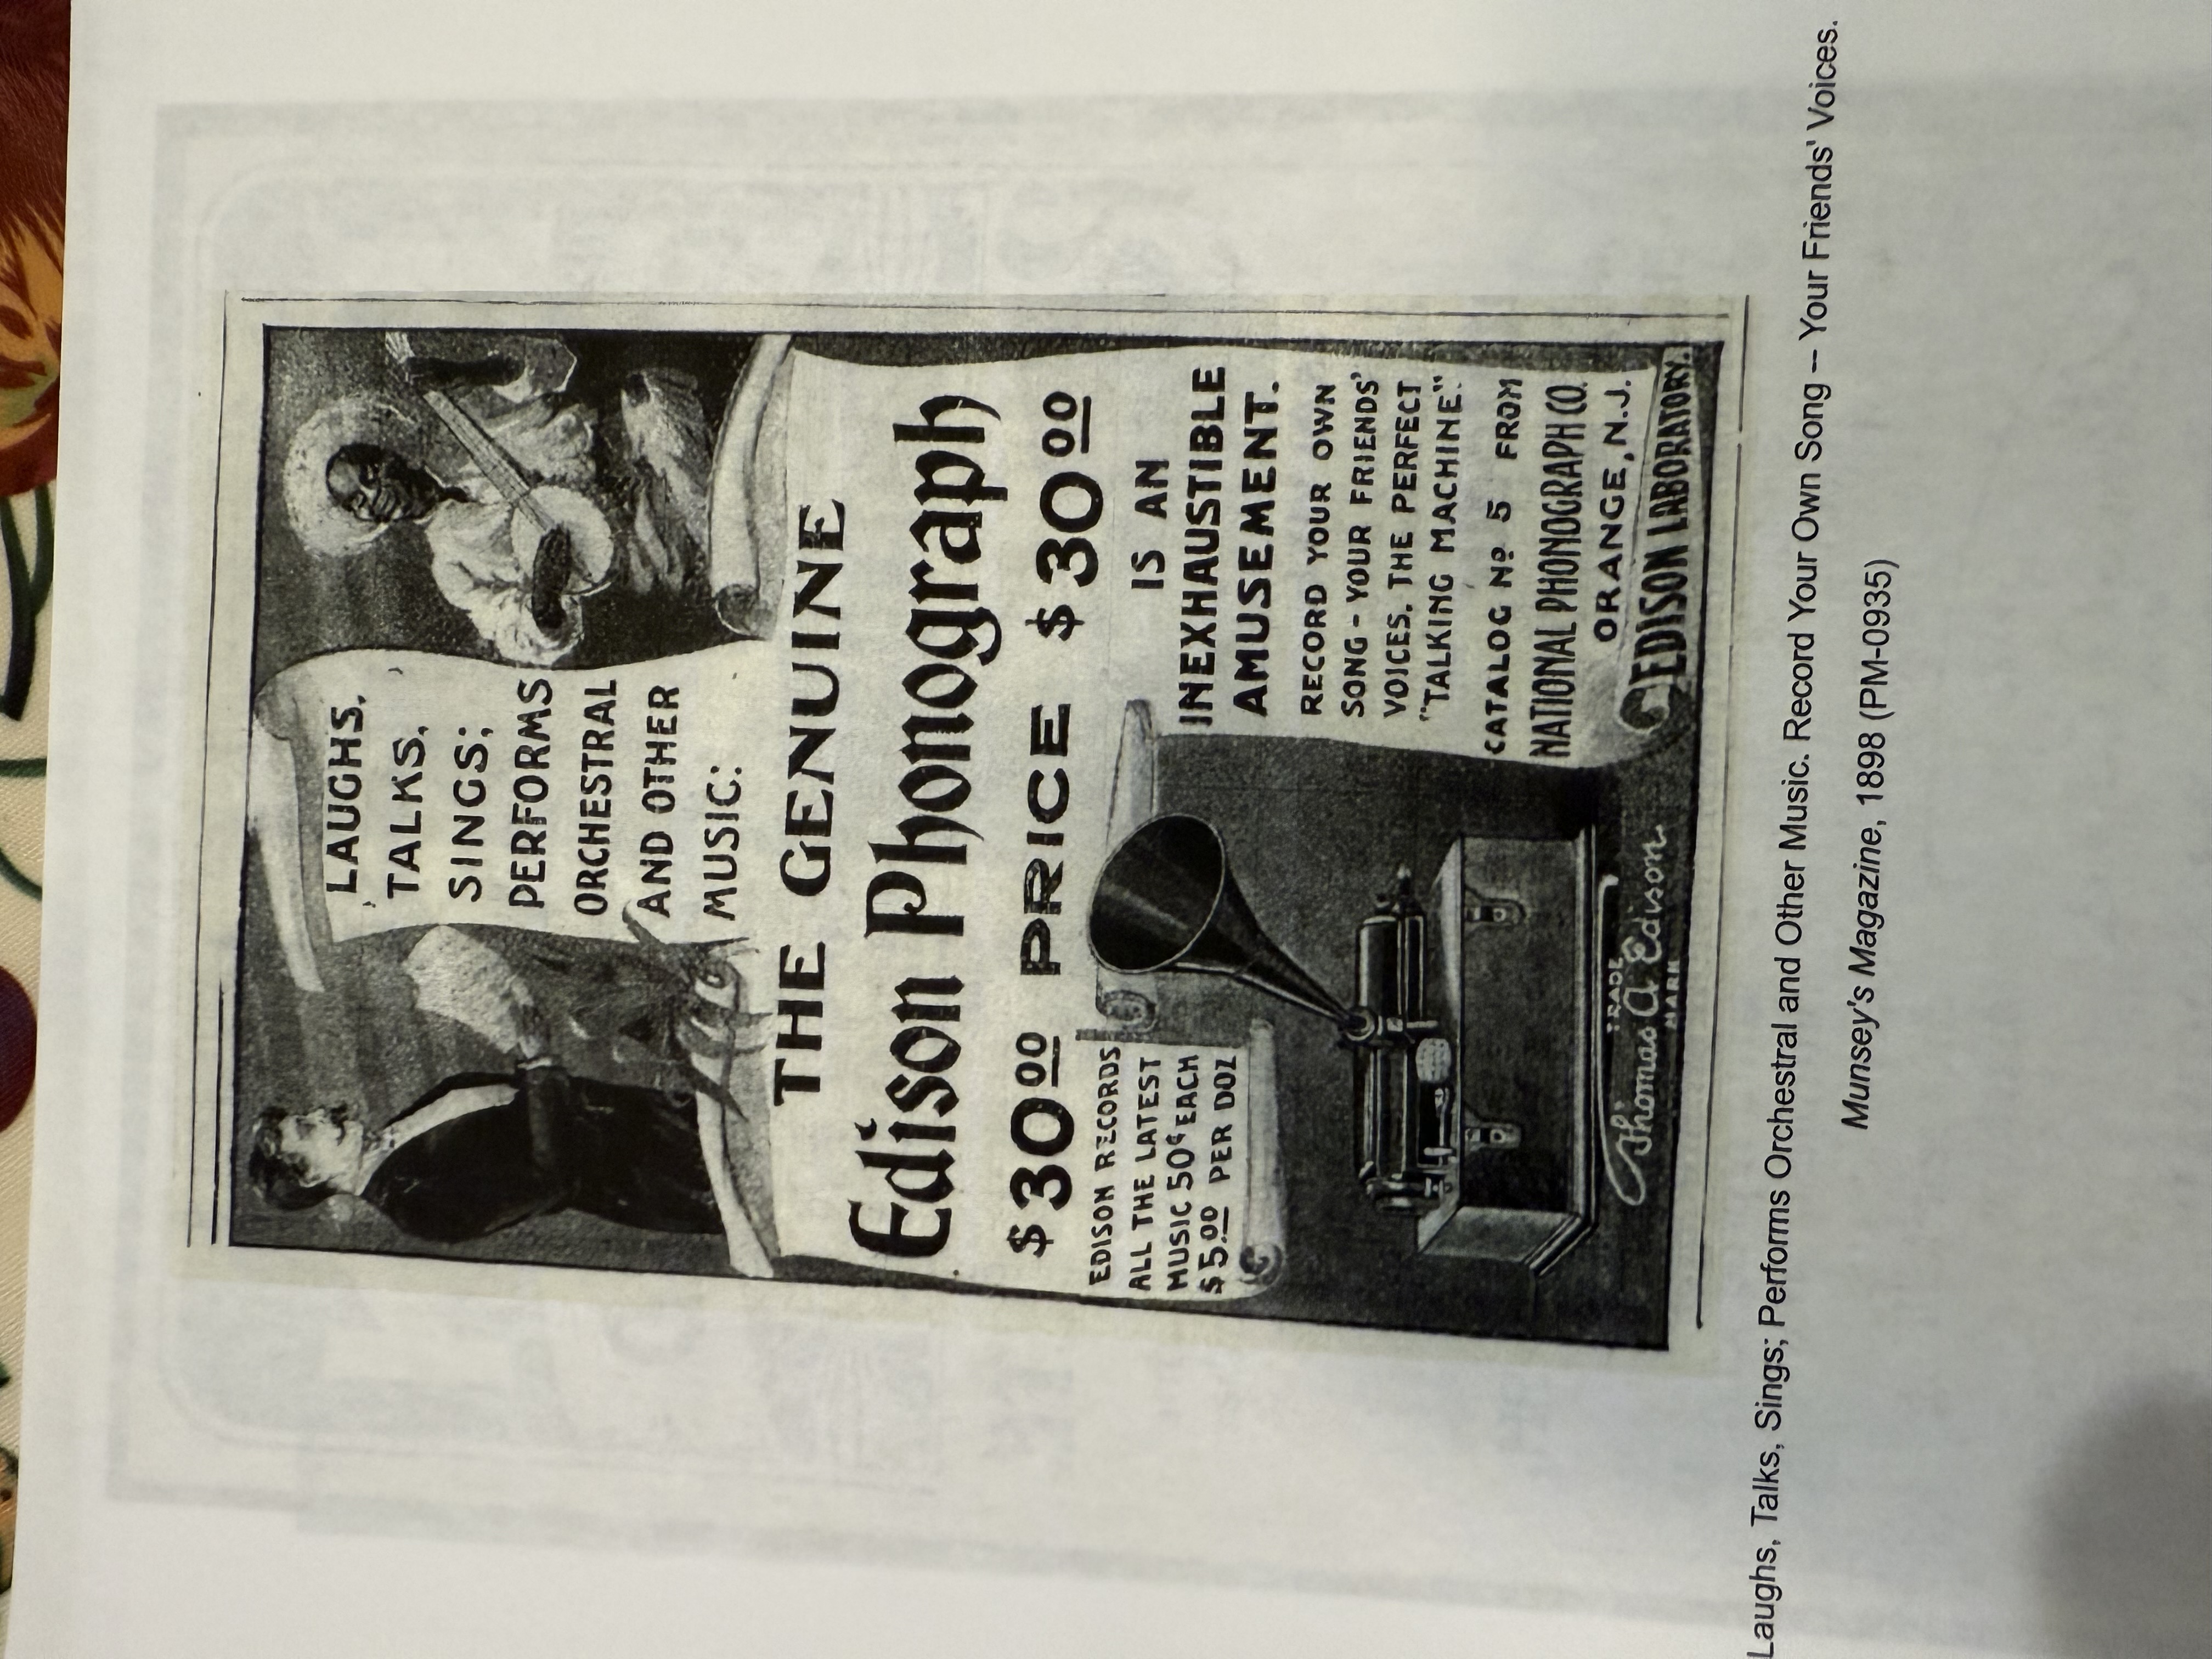 LAUGHS,
TALKS,
SINGS;
PERFORMS
ORCHESTRAL
AND OTHER
MUSIC:
THE GENUINE
Edison Phonograph
$30 00 PRICE $30 00
EDISON RECORDS
ALL THE LATEST
MUSIC 50¢ EACH
$5.00 PER DOZ
IS AN
INEXHAUSTIBLE
AMUSEMENT.
RECORD YOUR OWN
SONG - YOUR FRIENDS'
VOICES. THE PERFECT
"TALKING MACHINE."
CATALOG No 5 FROM
NATIONAL PHONOGRAPH CO.
ORANGE, N.J.
EDISON LABORATORY.
TRADE
Thomas A Edison
MARK
Laughs, Talks, Sings; Performs Orchestral and Other Music. Record Your Own Song – Your Friends' Voices.
Munsey's Magazine, 1898 (PM-0935)